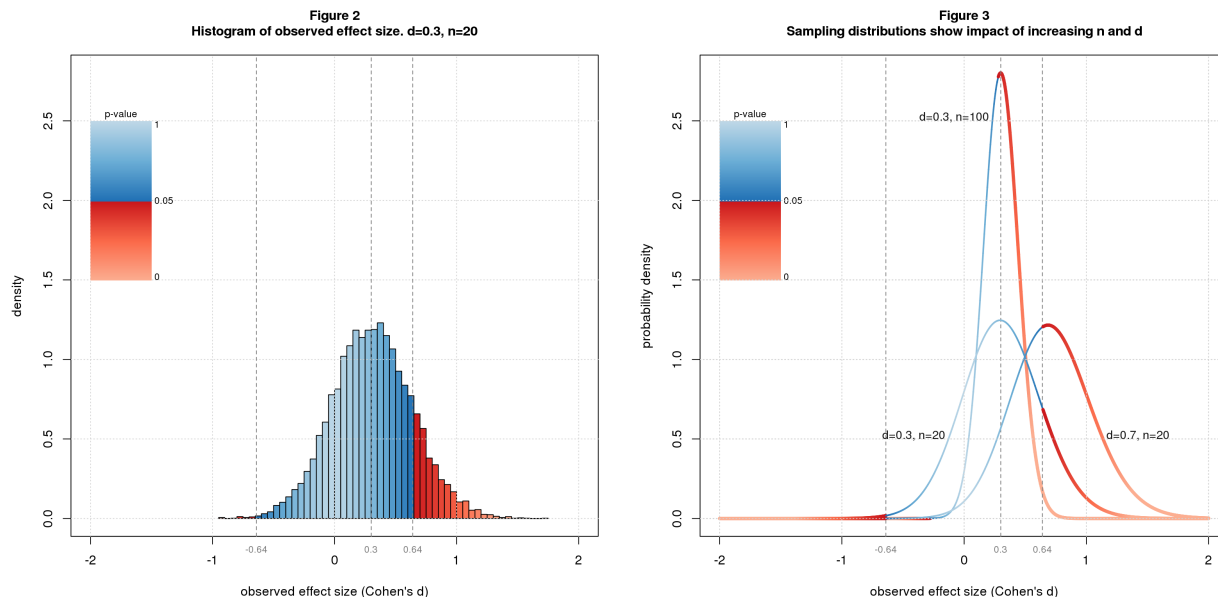 Figure 2
Histogram of observed effect size. d=0.3, n=20
density
2.5
2.0
1.5
1.0
0.5
0.0
p-value
1
0.05
0
-0.64
0.3
0.64
-2
-1
0
1
2
observed effect size (Cohen's d)
Figure 3
Sampling distributions show impact of increasing n and d
probability density
2.5
2.0
1.5
1.0
0.5
0.0
p-value
1
0.05
0
d=0.3, n=100
d=0.3, n=20
d=0.7, n=20
-0.64
0.3
0.64
-2
-1
0
1
2
observed effect size (Cohen's d)